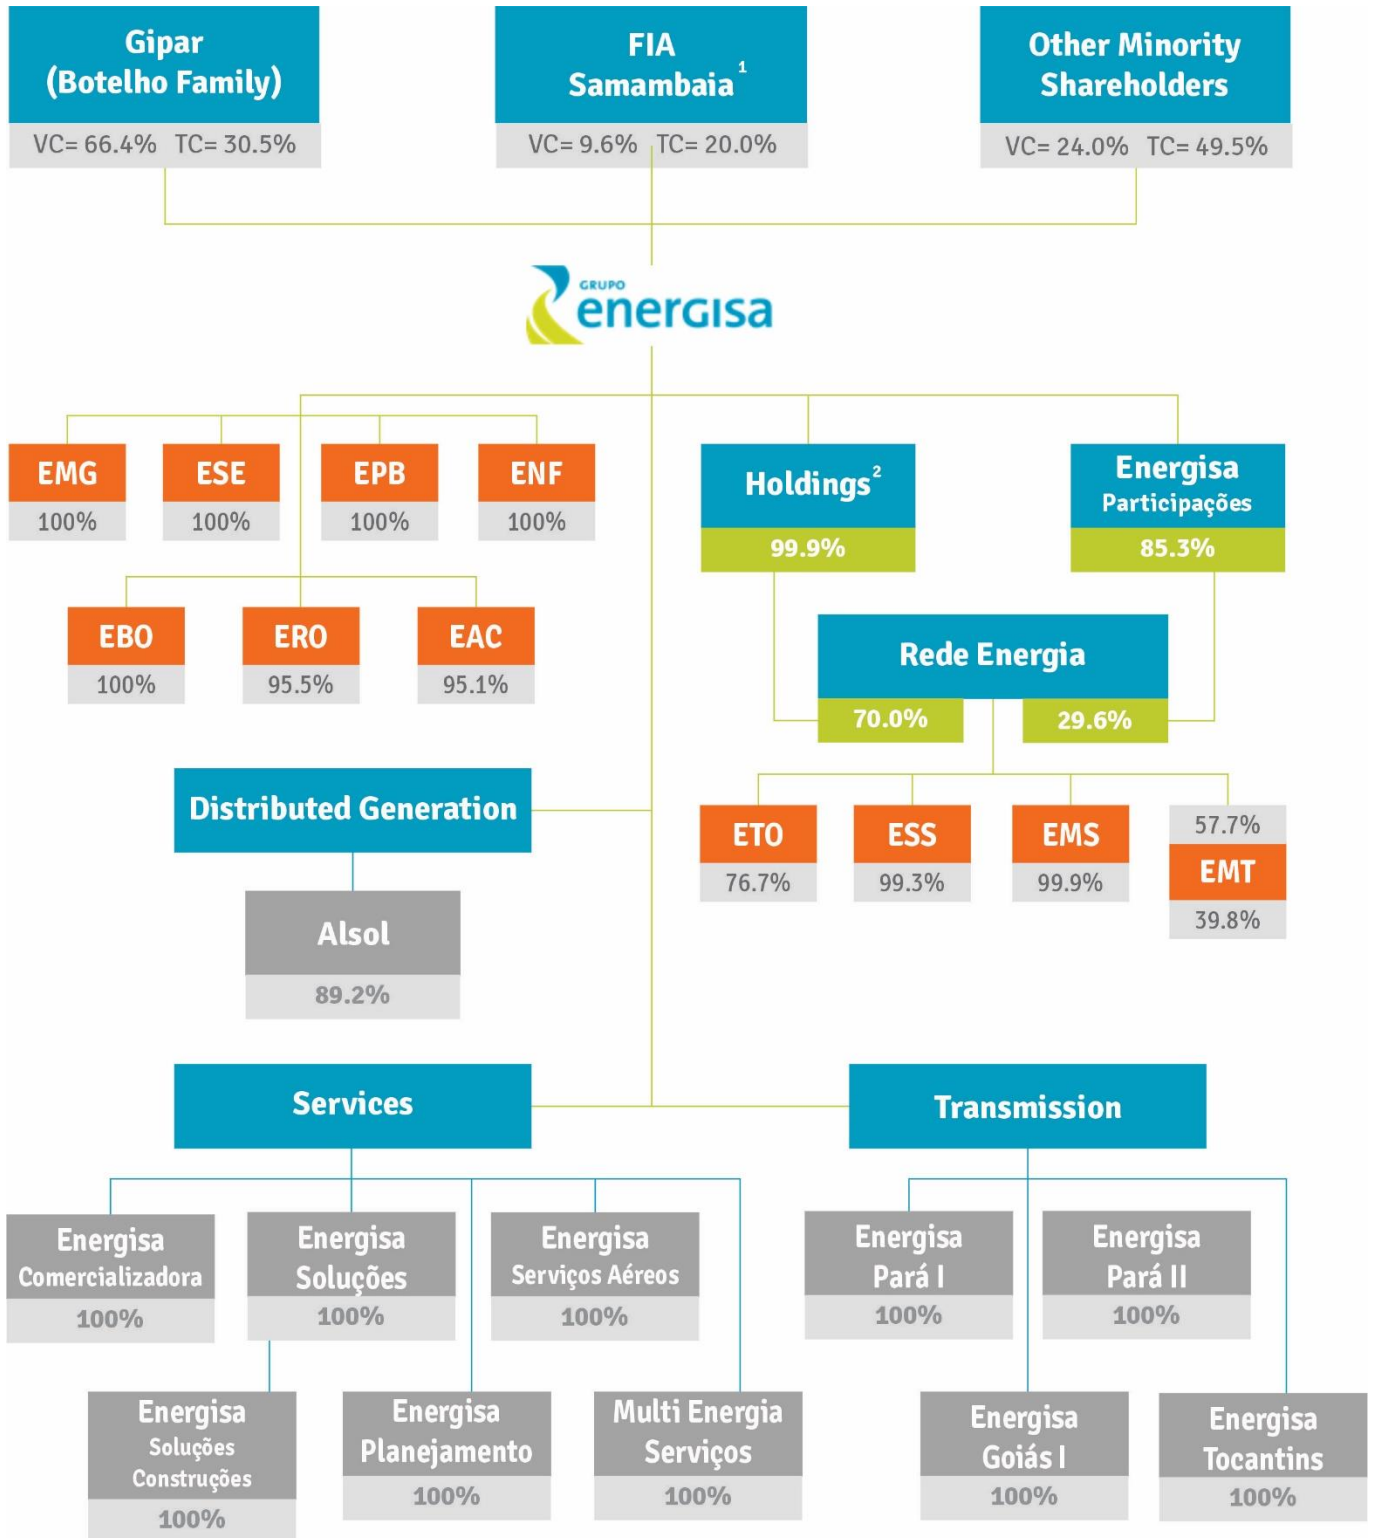 Gipar
(Botelho Family)
VC= 66.4% TC= 30.5%
FIA
Samambaia¹
VC= 9.6% TC= 20.0%
Other Minority
Shareholders
VC= 24.0% TC= 49.5%
GRUPO
energisa
EMG
100%
ESE
100%
EPB
100%
ENF
100%
Holdings²
99.9%
Energisa
Participações
85.3%
EBO
100%
ERO
95.5%
EAC
95.1%
Rede Energia
70.0%
29.6%
Distributed Generation
Alsol
89.2%
ETO
76.7%
ESS
99.3%
EMS
99.9%
57.7%
EMT
39.8%
Services
Transmission
Energisa
Comercializadora
100%
Energisa
Soluções
100%
Energisa
Serviços Aéreos
100%
Energisa
Pará I
100%
Energisa
Pará II
100%
Energisa
Soluções
Construções
100%
Energisa
Planejamento
100%
Multi Energia
Serviços
100%
Energisa
Goiás I
100%
Energisa
Tocantins
100%